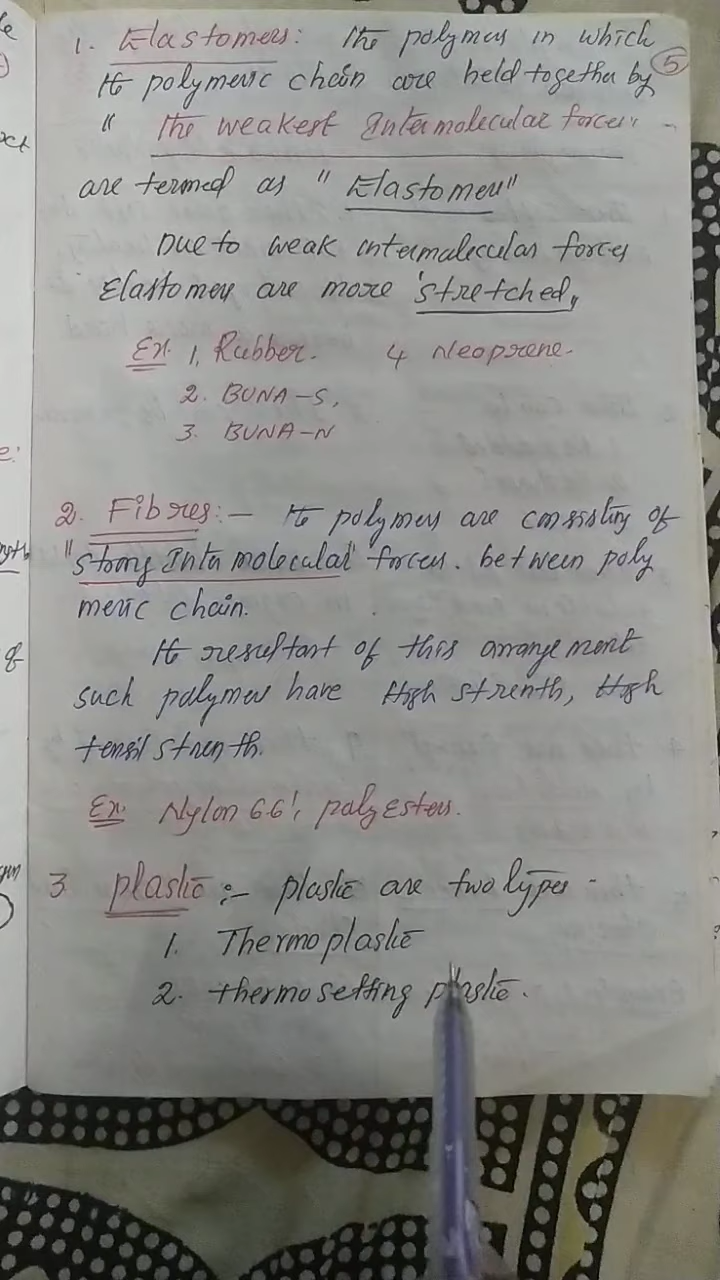 1. Elastomers: The polymers in which
5
the polymeric chain are held together by
" The weakest Intermolecular forces"
are termed as "Elastomers"
Due to weak intermolecular forces
Elastomers are more 'stretched,,
Ex. 1, Rubber. 4 Neoprene.
2. BUNA-S,
3. BUNA-N
2. Fibres:- the polymers are consisting of
"strong Inter molecular" forces. between poly
meric chain.
the resultant of this arrangement
such polymers have High strenth, High
tensil strenth.
Ex: Nylon 66', polyesters.
3 plastic :- plastic are two types -
1. Thermoplastic
2. thermosetting plastic.